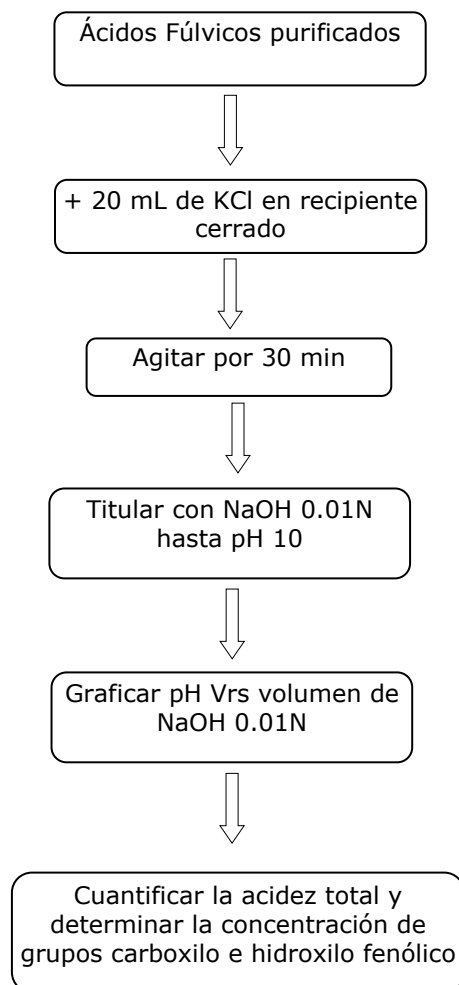 Ácidos Fúlvicos purificados
+ 20 mL de KCl en recipiente
cerrado
Agitar por 30 min
Titular con NaOH 0.01N
hasta pH 10
Graficar pH Vrs volumen de
NaOH 0.01N
Cuantificar la acidez total y
determinar la concentración de
grupos carboxilo e hidroxilo fenólico